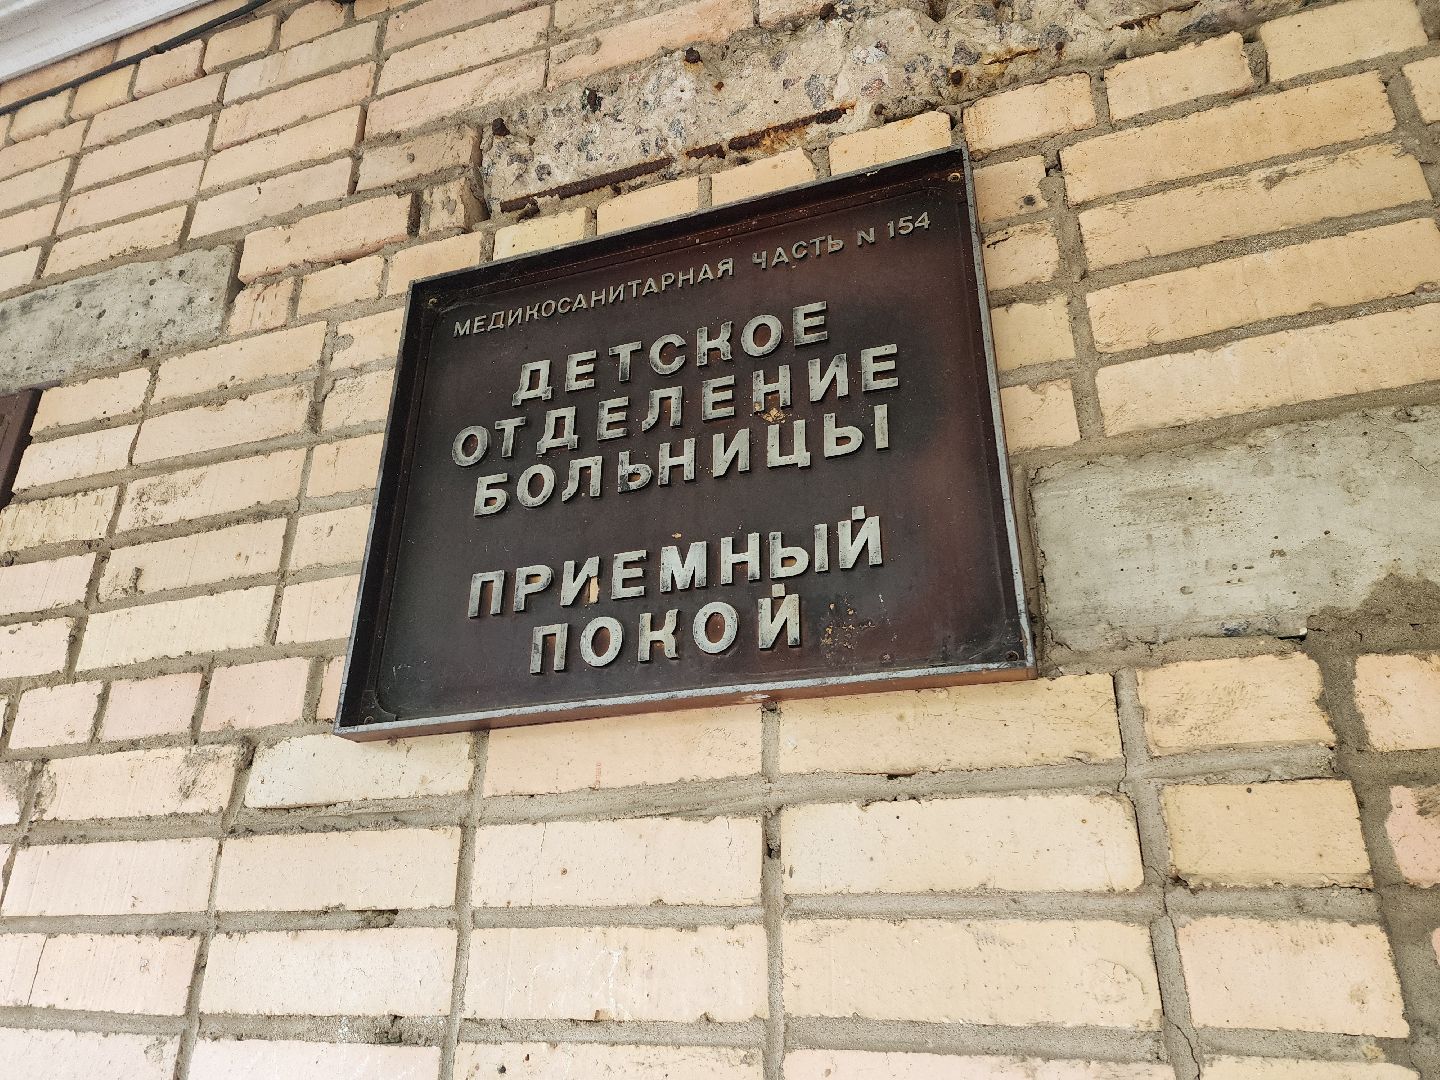 МЕДИКОСАНИТАРНАЯ ЧАСТЬ N 154
ДЕТСКОЕ
ОТДЕЛЕНИЕ
БОЛЬНИЦЫ
ПРИЕМНЫЙ
ПОКОЙ